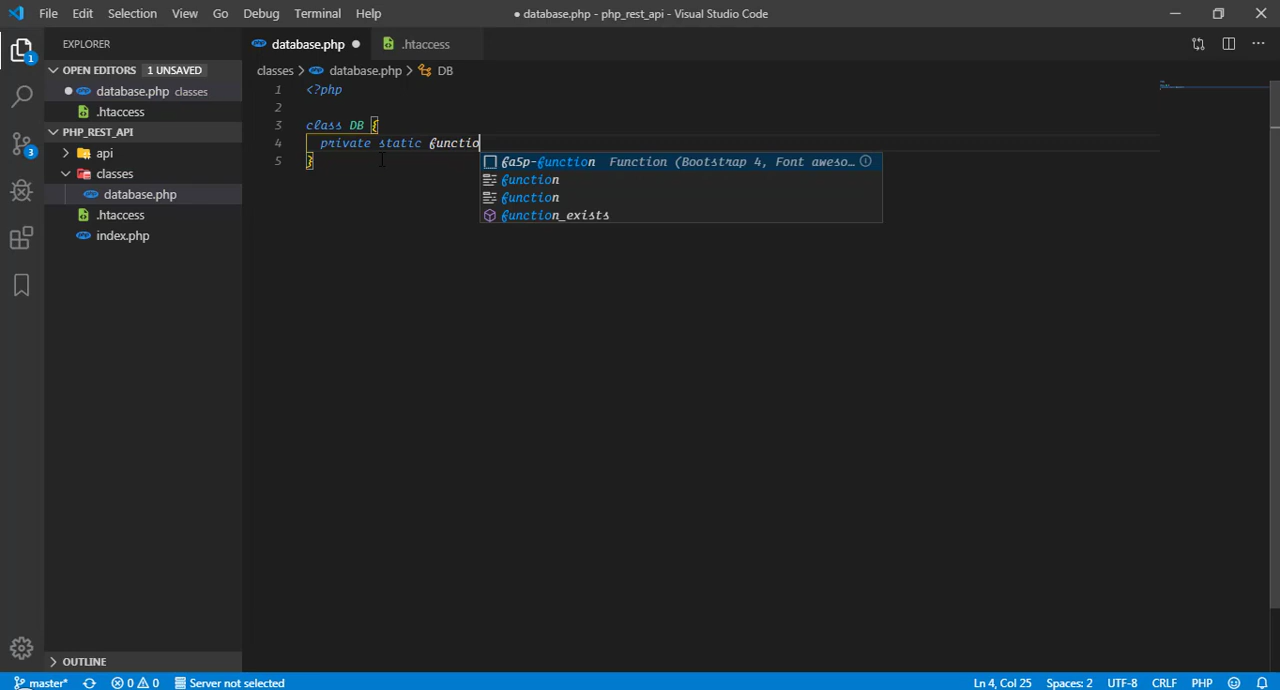 File Edit Selection View Go Debug Terminal Help
● database.php - php_rest_api - Visual Studio Code
EXPLORER
OPEN EDITORS 1 UNSAVED
database.php classes
.htaccess
PHP_REST_API
api
classes
database.php
.htaccess
index.php
OUTLINE
1
3
database.php ●
.htaccess
classes > database.php > DB
1 <?php
2
3 class DB {
4 private static functio
5 }
fa5p-function Function (Bootstrap 4, Font aweso...
function
function
function_exists
master* 0 0 Server not selected
Ln 4, Col 25 Spaces: 2 UTF-8 CRLF PHP